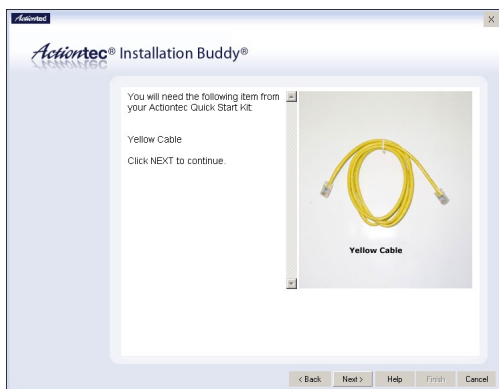 Actiontec
X
Actiontec® Installation Buddy®
You will need the following item from
your Actiontec Quick Start Kit:
Yellow Cable
Click NEXT to continue.
Yellow Cable
< Back Next > Help Finish Cancel